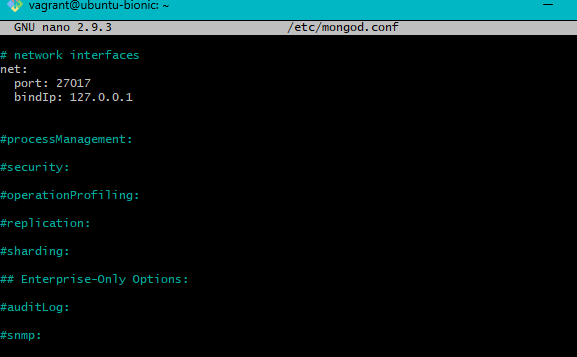 vagrant@ubuntu-bionic: ~
GNU nano 2.9.3 /etc/mongod.conf
# network interfaces
net:
  port: 27017
  bindIp: 127.0.0.1
#processManagement:
#security:
#operationProfiling:
#replication:
#sharding:
## Enterprise-Only Options:
#auditLog:
#snmp: